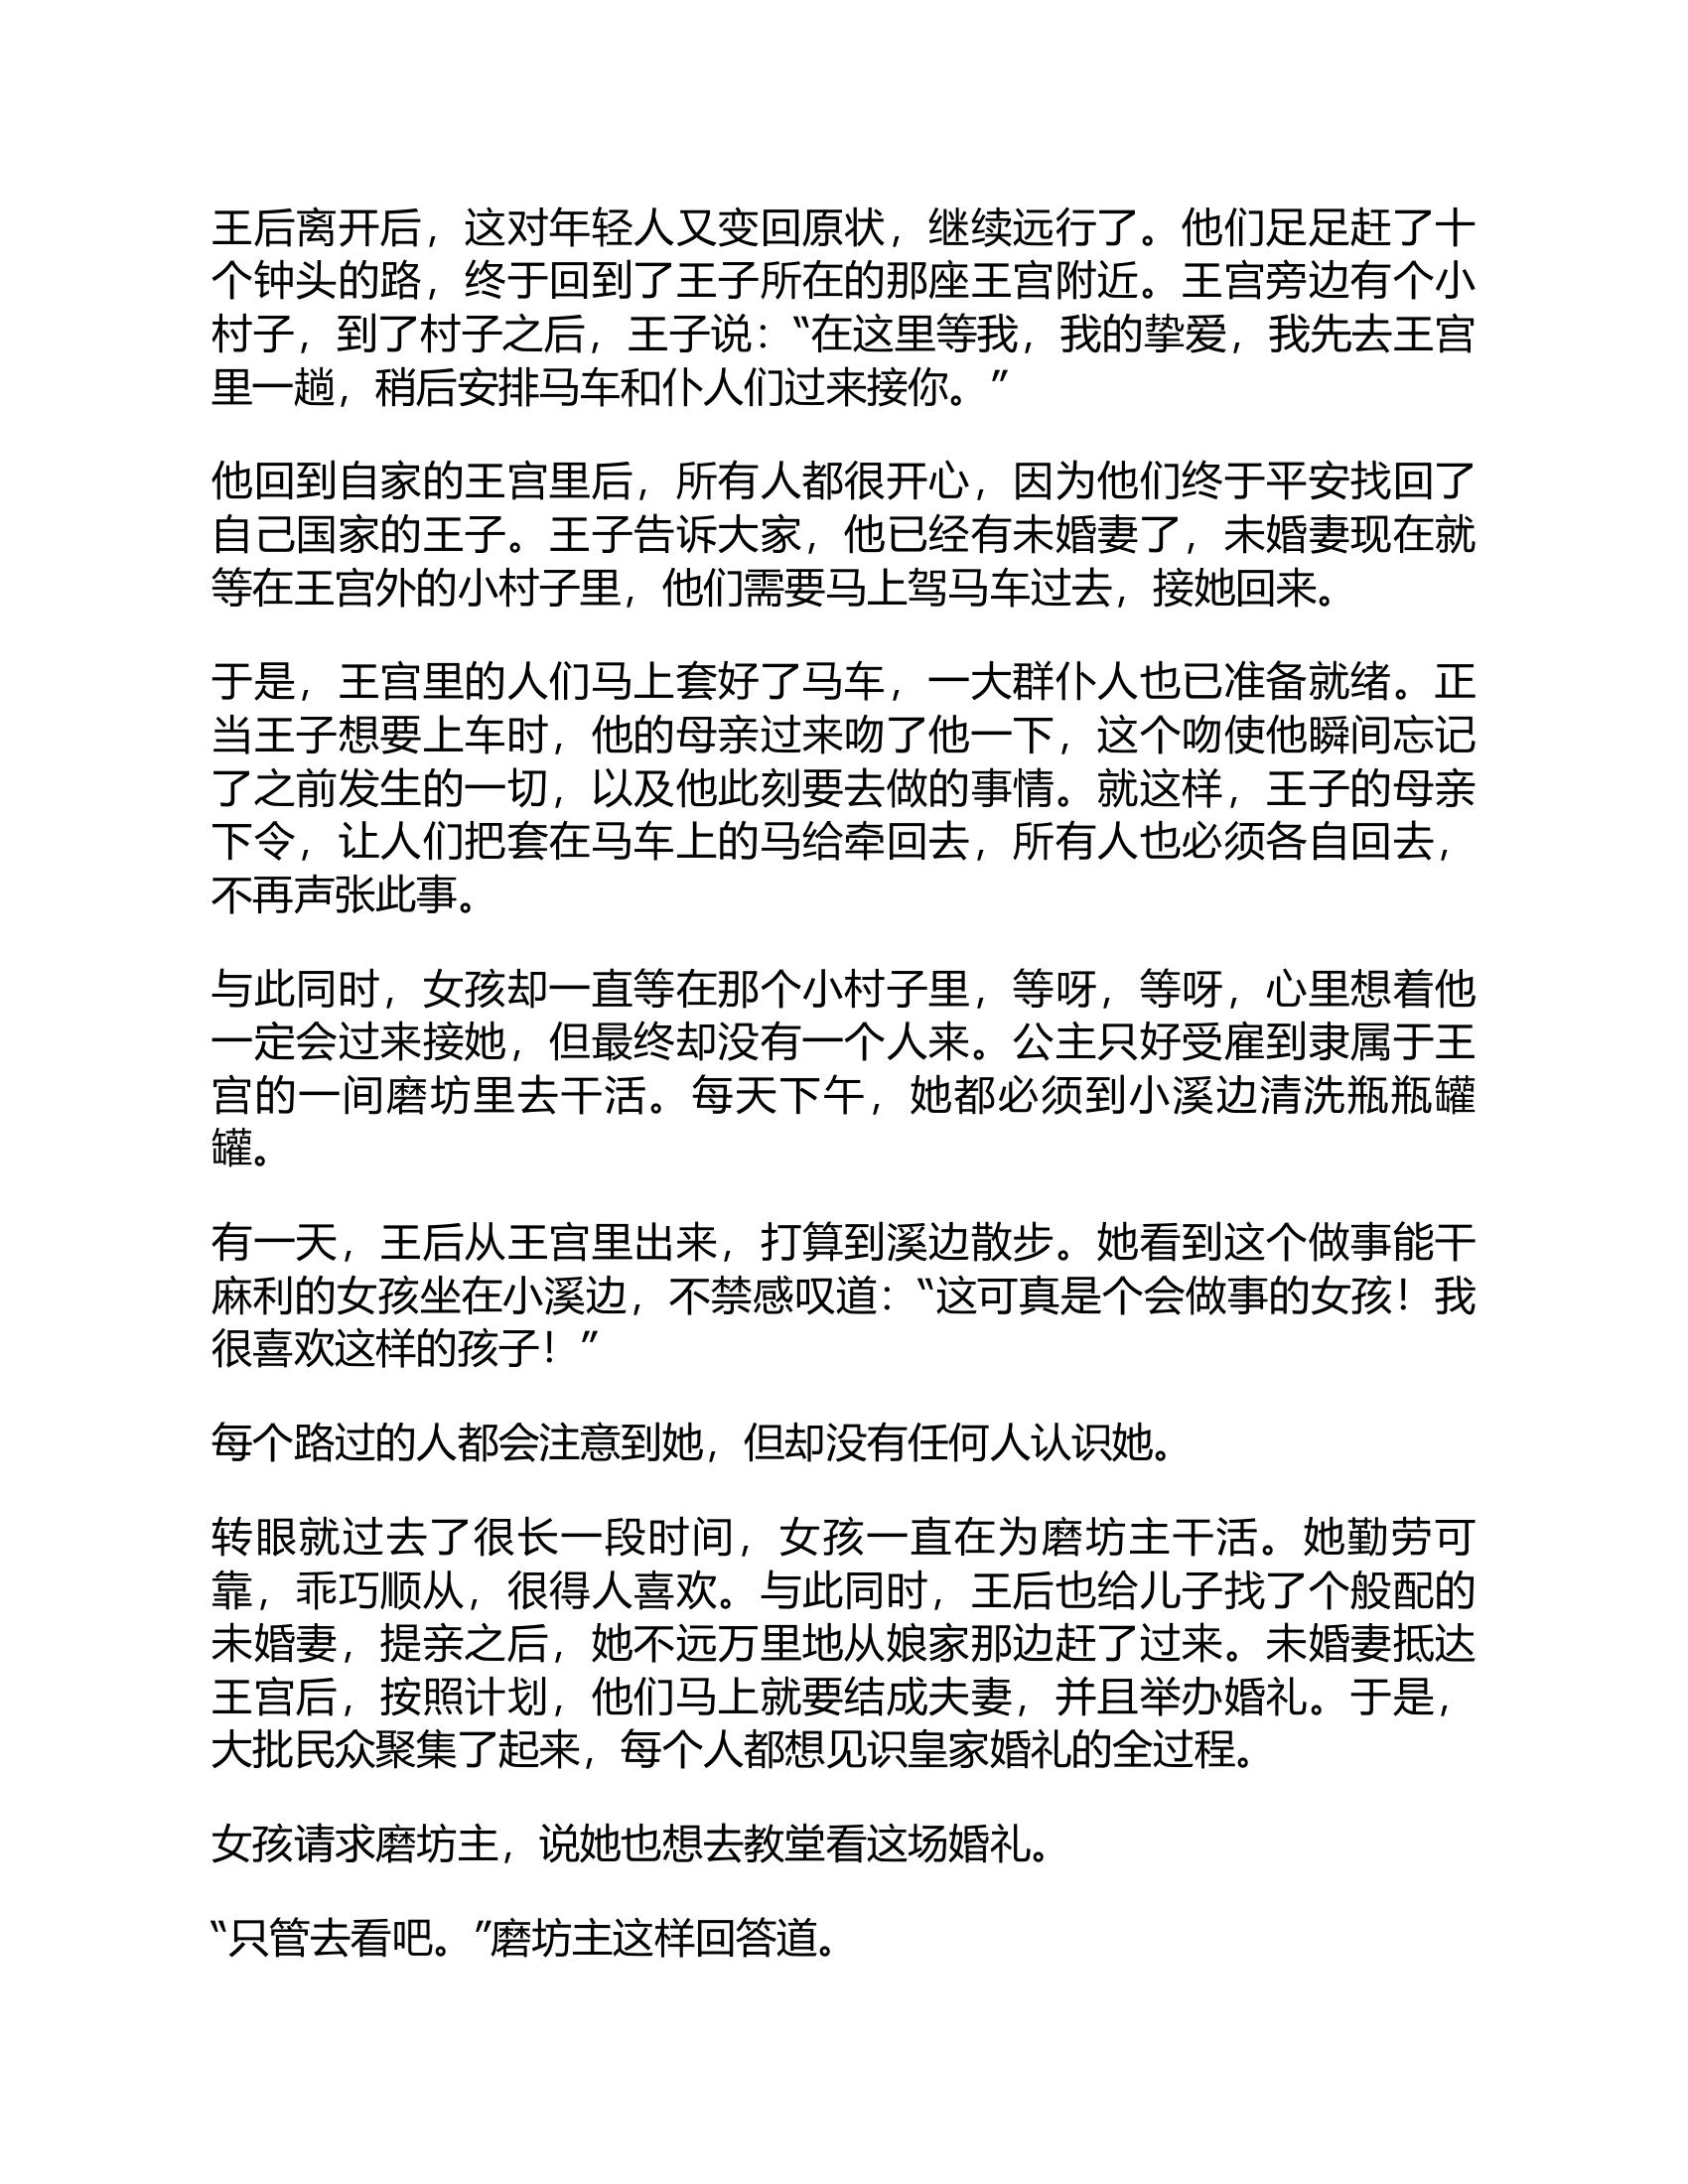 王后离开后，这对年轻人又变回原状，继续远行了。他们足足赶了十
个钟头的路，终于回到了王子所在的那座王宫附近。王宫旁边有个小
村子，到了村子之后，王子说：“在这里等我，我的挚爱，我先去王宫
里一趟，稍后安排马车和仆人们过来接你。”
他回到自家的王宫里后，所有人都很开心，因为他们终于平安找回了
自己国家的王子。王子告诉大家，他已经有未婚妻了，未婚妻现在就
等在王宫外的小村子里，他们需要马上驾马车过去，接她回来。
于是，王宫里的人们马上套好了马车，一大群仆人也已准备就绪。正
当王子想要上车时，他的母亲过来吻了他一下，这个吻使他瞬间忘记
了之前发生的一切，以及他此刻要去做的事情。就这样，王子的母亲
下令，让人们把套在马车上的马给牵回去，所有人也必须各自回去，
不再声张此事。
与此同时，女孩却一直等在那个小村子里，等呀，等呀，心里想着他
一定会过来接她，但最终却没有一个人来。公主只好受雇到隶属于王
宫的一间磨坊里去干活。每天下午，她都必须到小溪边清洗瓶瓶罐
罐。
有一天，王后从王宫里出来，打算到溪边散步。她看到这个做事能干
麻利的女孩坐在小溪边，不禁感叹道：“这可真是个会做事的女孩！我
很喜欢这样的孩子！”
每个路过的人都会注意到她，但却没有任何人认识她。
转眼就过去了很长一段时间，女孩一直在为磨坊主干活。她勤劳可
靠，乖巧顺从，很得人喜欢。与此同时，王后也给儿子找了个般配的
未婚妻，提亲之后，她不远万里地从娘家那边赶了过来。未婚妻抵达
王宫后，按照计划，他们马上就要结成夫妻，并且举办婚礼。于是，
大批民众聚集了起来，每个人都想见识皇家婚礼的全过程。
女孩请求磨坊主，说她也想去教堂看这场婚礼。
“只管去看吧。”磨坊主这样回答道。